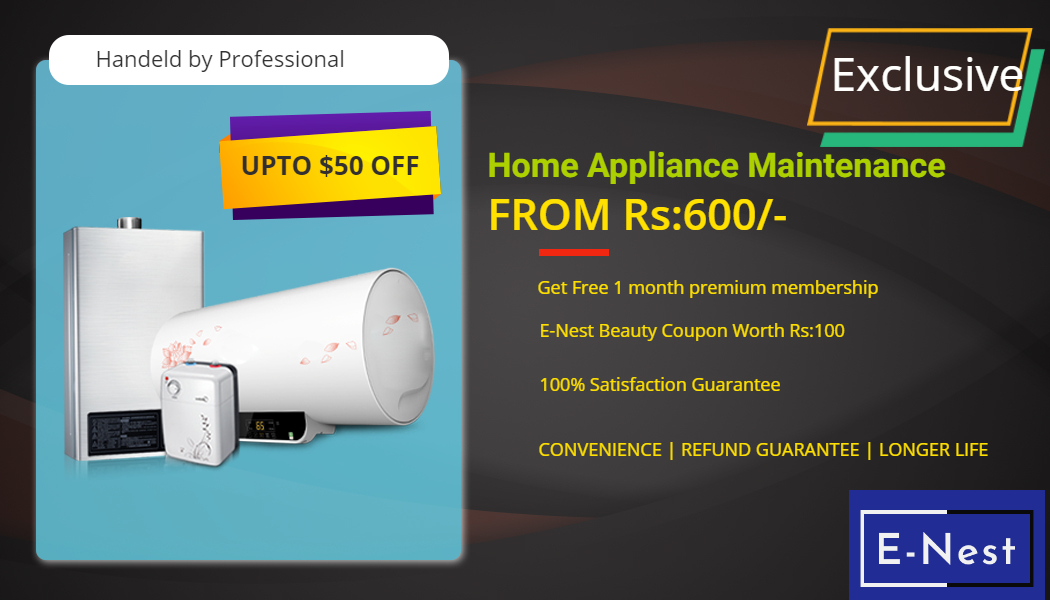 Handeld by Professional
UPTO $50 OFF
Exclusive
Home Appliance Maintenance
FROM Rs:600/-
Get Free 1 month premium membership
E-Nest Beauty Coupon Worth Rs:100
100% Satisfaction Guarantee
CONVENIENCE | REFUND GUARANTEE | LONGER LIFE
E-Nest